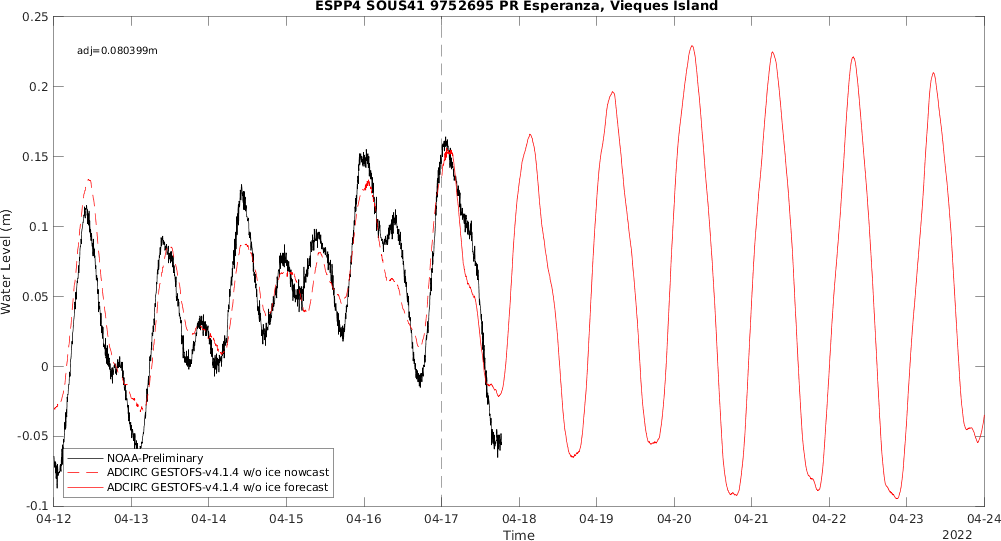 ESPP4 SOUS41 9752695 PR Esperanza, Vieques Island
0.25
adj=0.080399m
0.2
0.15
0.1
0.05
0
-0.05
-0.1
Water Level (m)
NOAA-Preliminary
ADCIRC GESTOFS-v4.1.4 w/o ice nowcast
ADCIRC GESTOFS-v4.1.4 w/o ice forecast
04-12 04-13 04-14 04-15 04-16 04-17 04-18 04-19 04-20 04-21 04-22 04-23 04-24
Time
2022